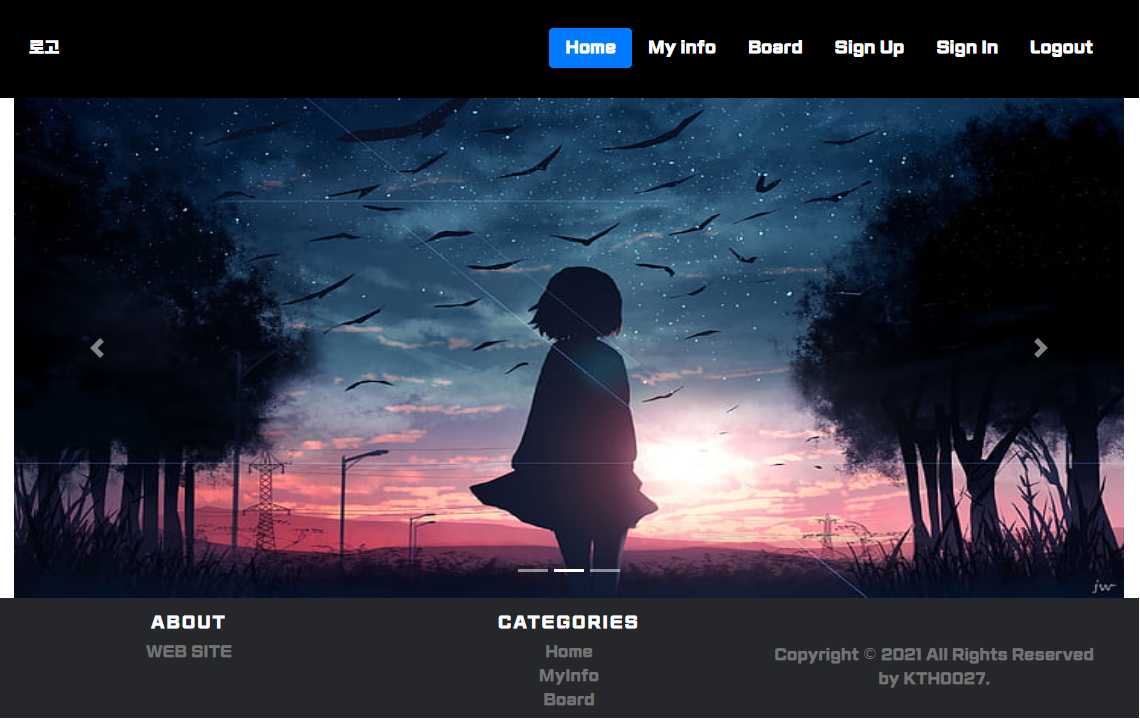 로고
Home My info Board Sign Up Sign In Logout
jw
ABOUT
WEB SITE
CATEGORIES
Home
MyInfo
Board
Copyright © 2021 All Rights Reserved
by KTH0027.